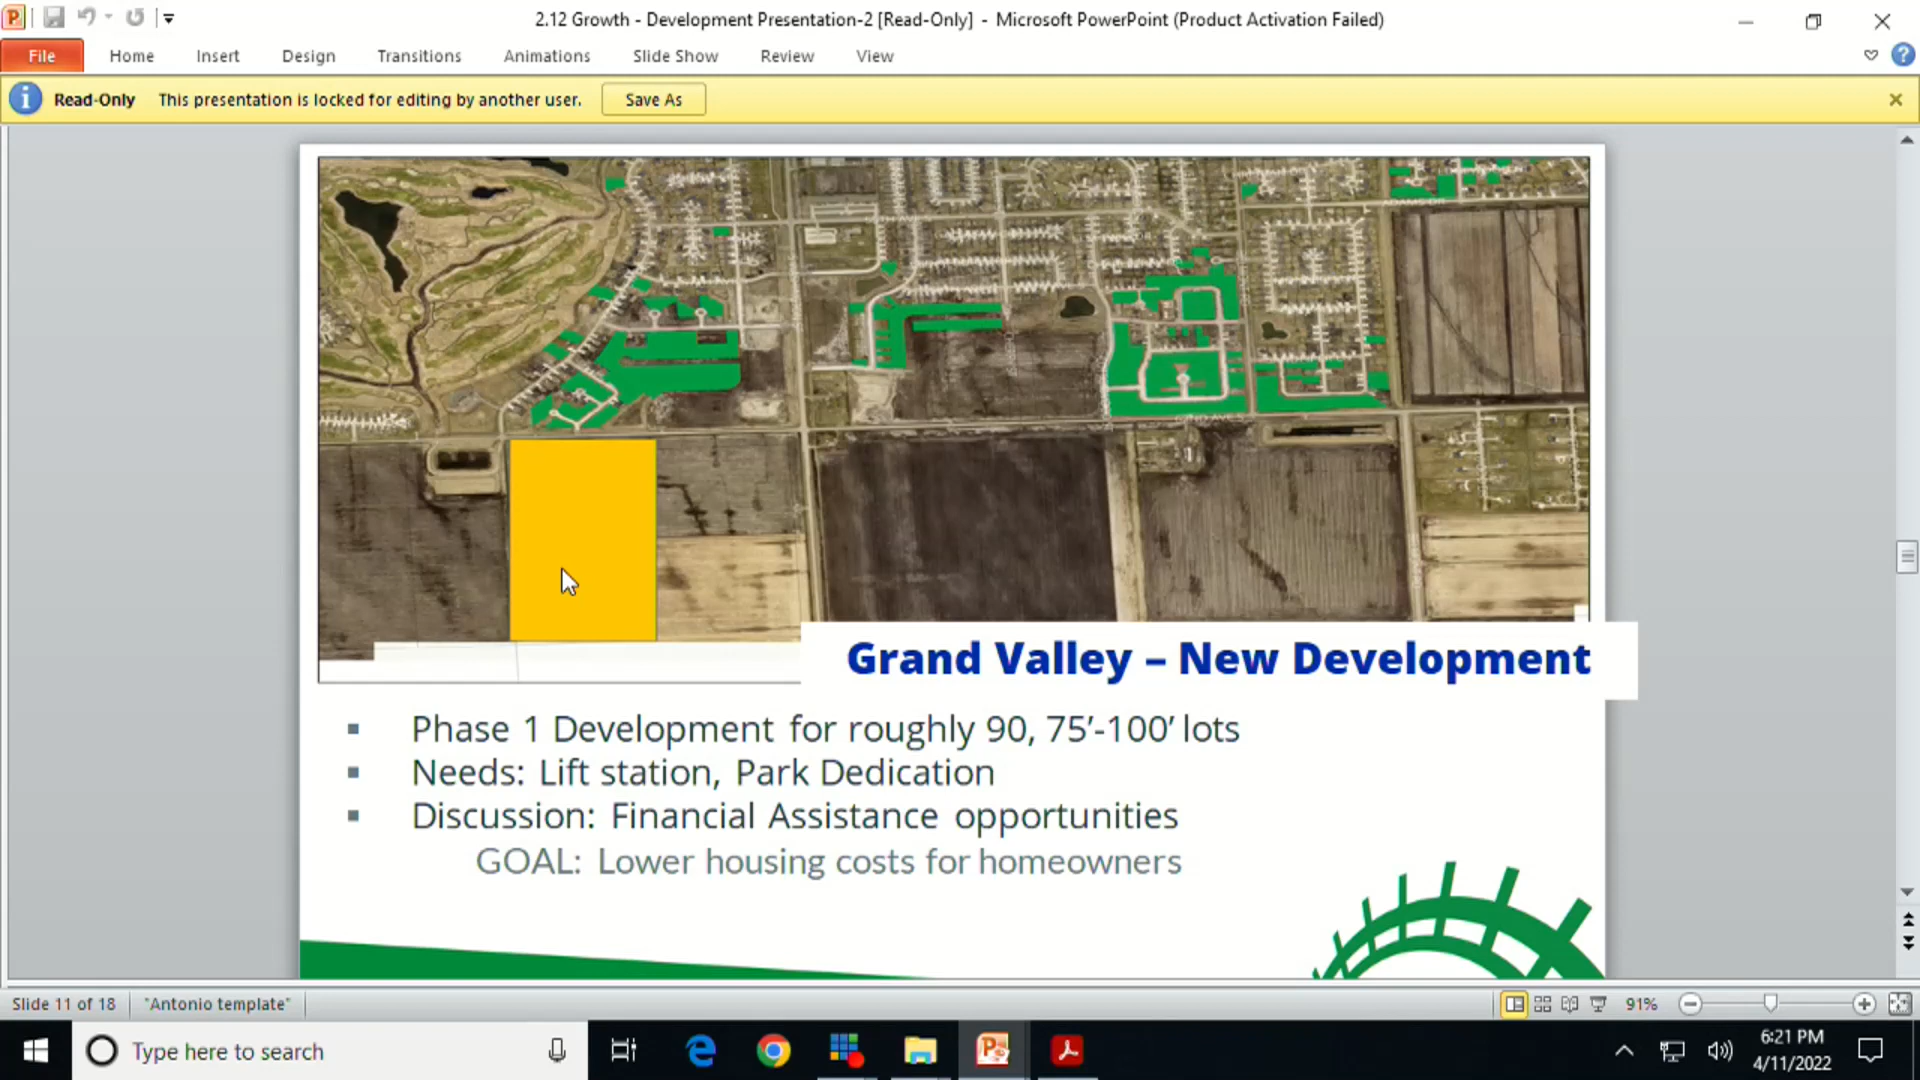 2.12 Growth - Development Presentation-2 [Read-Only] - Microsoft PowerPoint (Product Activation Failed)
File Home Insert Design Transitions Animations Slide Show Review View
Read-Only This presentation is locked for editing by another user. Save As
Grand Valley – New Development
Phase 1 Development for roughly 90, 75’-100’ lots
Needs: Lift station, Park Dedication
Discussion: Financial Assistance opportunities
GOAL: Lower housing costs for homeowners
Slide 11 of 18 "Antonio template" 91%
Type here to search
6:21 PM
4/11/2022